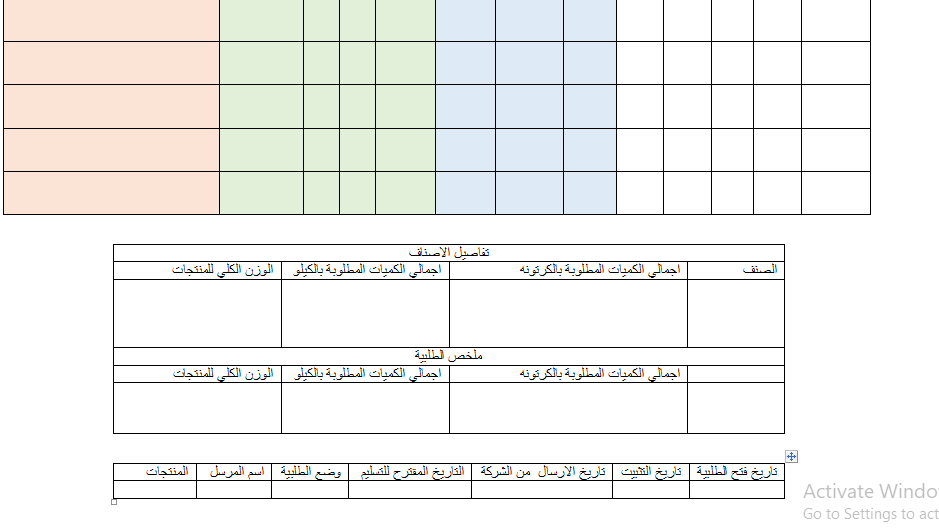 تفاصيل الاصناف
الصنف اجمالي الكميات المطلوبة بالكرتونه اجمالي الكميات المطلوبة بالكيلو الوزن الكلي للمنتجات
ملخص الطلبية
اجمالي الكميات المطلوبة بالكرتونه اجمالي الكميات المطلوبة بالكيلو الوزن الكلي للمنتجات
تاريخ فتح الطلبية تاريخ التثبيت تاريخ الارسال من الشركة التاريخ المقترح للتسليم وضع الطلبية اسم المرسل المنتجات
Activate Windo
Go to Settings to act